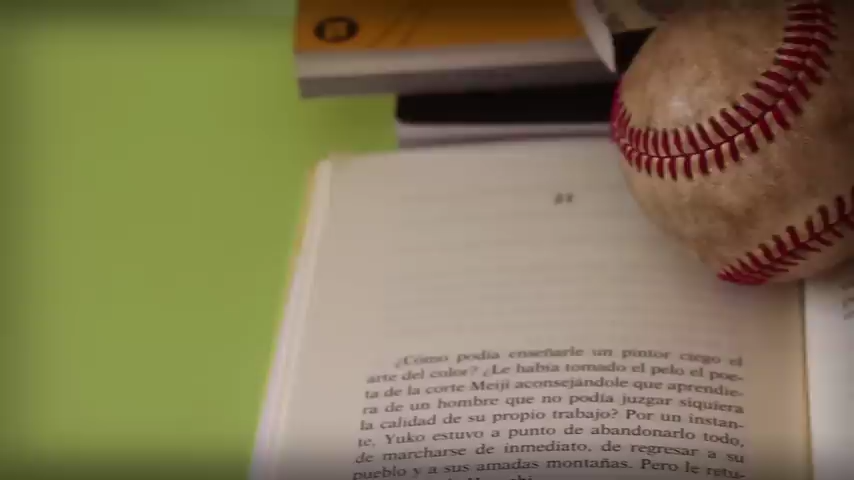 ¿Cómo podía enseñarle un pintor ciego el
arte del color? ¿Le había tomado el pelo el poe-
ta de la corte Meiji aconsejándole que aprendie-
ra de un hombre que no podía juzgar siquiera
la calidad de su propio trabajo? Por un instan-
te, Yuko estuvo a punto de abandonarlo todo,
de marcharse de inmediato, de regresar a su
pueblo y a sus amadas montañas. Pero le retu-